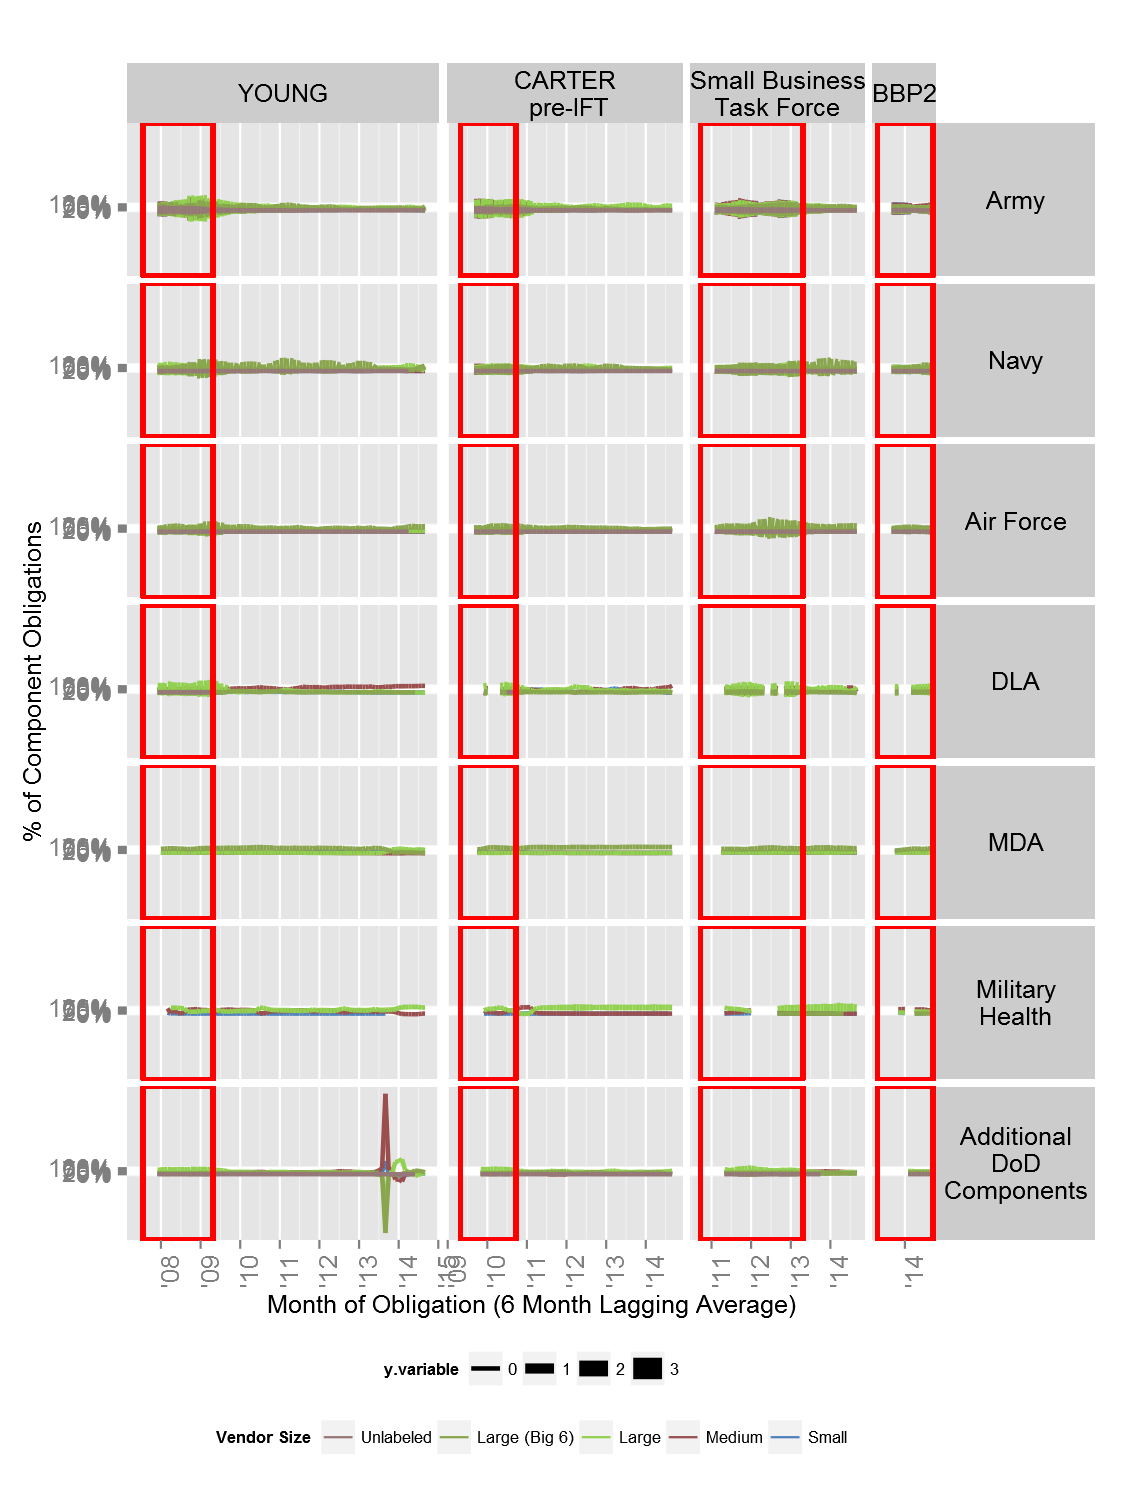 YOUNG
CARTER
pre-IFT
Small Business
Task Force
BBP2
Army
Navy
Air Force
DLA
MDA
Military
Health
Additional
DoD
Components
% of Component Obligations
'08 '09 '10 '11 '12 '13 '14 '15 '09 '10 '11 '12 '13 '14 '11 '12 '13 '14 '14
Month of Obligation (6 Month Lagging Average)
y.variable 0 1 2 3
Vendor Size Unlabeled Large (Big 6) Large Medium Small